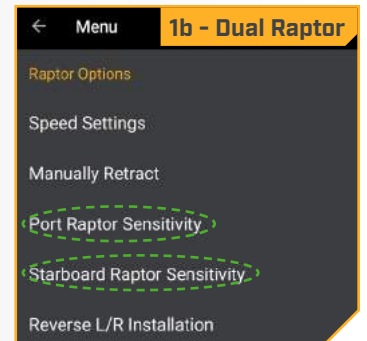 ← Menu
1b - Dual Raptor
Raptor Options
Speed Settings
Manually Retract
Port Raptor Sensitivity
Starboard Raptor Sensitivity
Reverse L/R Installation